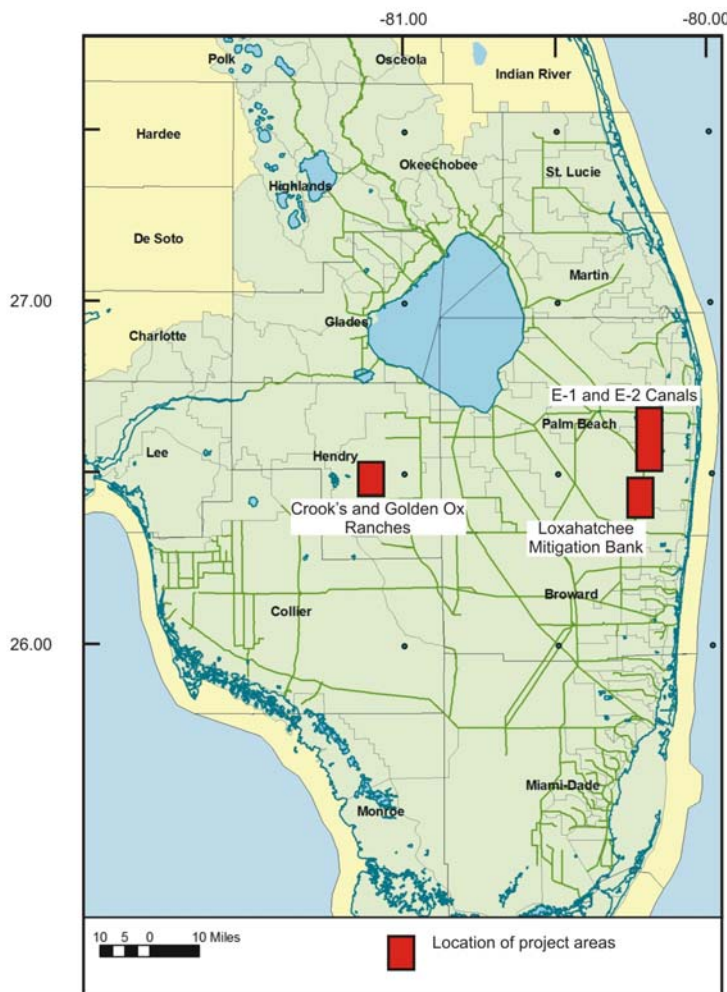 -81.00
-80.00
Polk
Osceola
Indian River
Hardee
Okeechobee
St. Lucie
Highlands
De Soto
Martin
27.00
Glades
Charlotte
E-1 and E-2 Canals
Palm Beach
Lee
Hendry
Crook's and Golden Ox
Ranches
Loxahatchee
Mitigation Bank
Broward
Collier
26.00
Miami-Dade
Monroe
10 5 0 10 Miles
Location of project areas